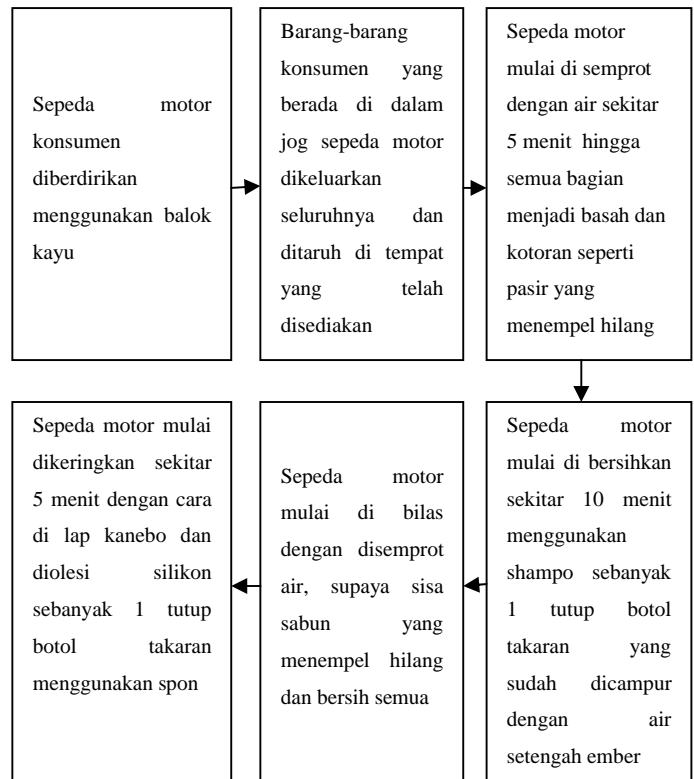 Sepeda motor
konsumen
diberdirikan
menggunakan balok
kayu
Barang-barang
konsumen yang
berada di dalam
jog sepeda motor
dikeluarkan
seluruhnya dan
ditaruh di tempat
yang telah
disediakan
Sepeda motor
mulai di semprot
dengan air sekitar
5 menit hingga
semua bagian
menjadi basah dan
kotoran seperti
pasir yang
menempel hilang
Sepeda motor
mulai di bersihkan
sekitar 10 menit
menggunakan
shampo sebanyak
1 tutup botol
takaran yang
sudah dicampur
dengan air
setengah ember
Sepeda motor
mulai di bilas
dengan disemprot
air, supaya sisa
sabun yang
menempel hilang
dan bersih semua
Sepeda motor mulai
dikeringkan sekitar
5 menit dengan cara
di lap kanebo dan
diolesi silikon
sebanyak 1 tutup
botol takaran
menggunakan spon